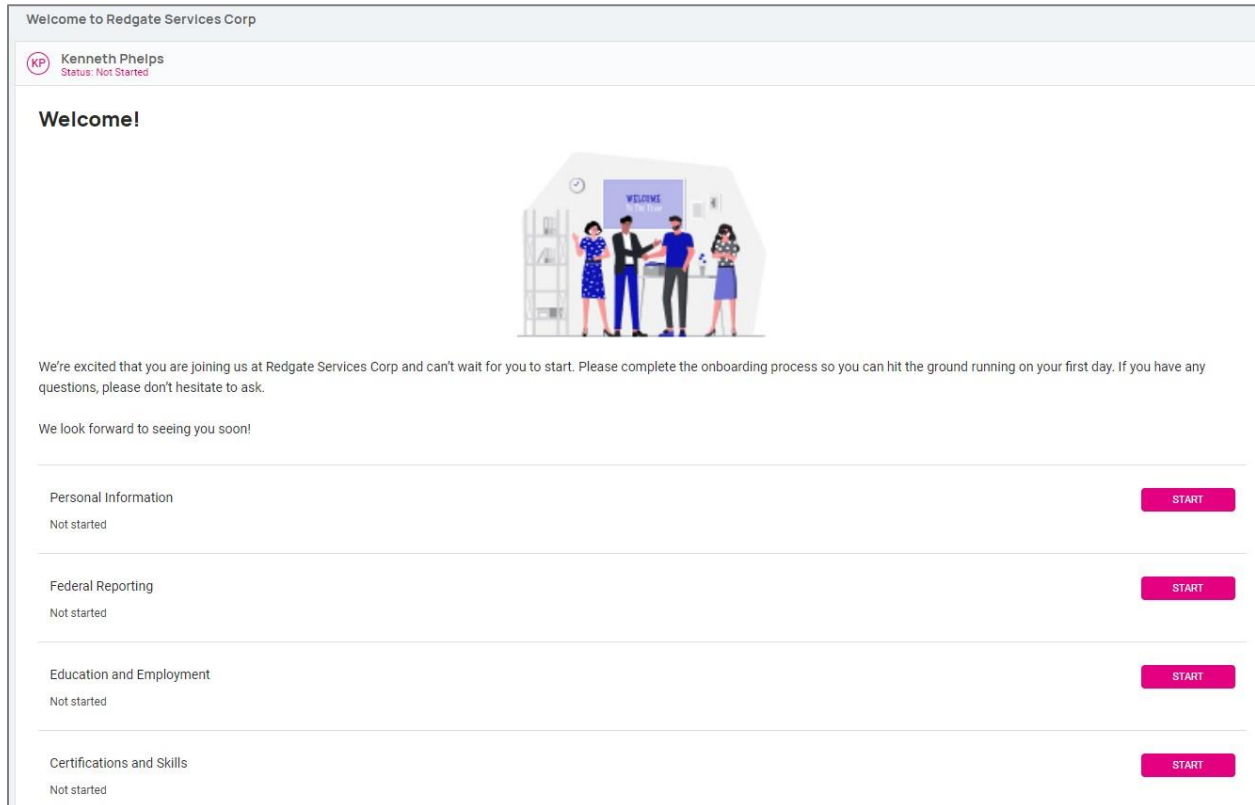 Welcome to Redgate Services Corp
KP
Kenneth Phelps
Status: Not Started
Welcome!
WELCOME
To The Team
We're excited that you are joining us at Redgate Services Corp and can't wait for you to start. Please complete the onboarding process so you can hit the ground running on your first day. If you have any
questions, please don't hesitate to ask.
We look forward to seeing you soon!
Personal Information
START
Not started
Federal Reporting
START
Not started
Education and Employment
START
Not started
Certifications and Skills
START
Not started